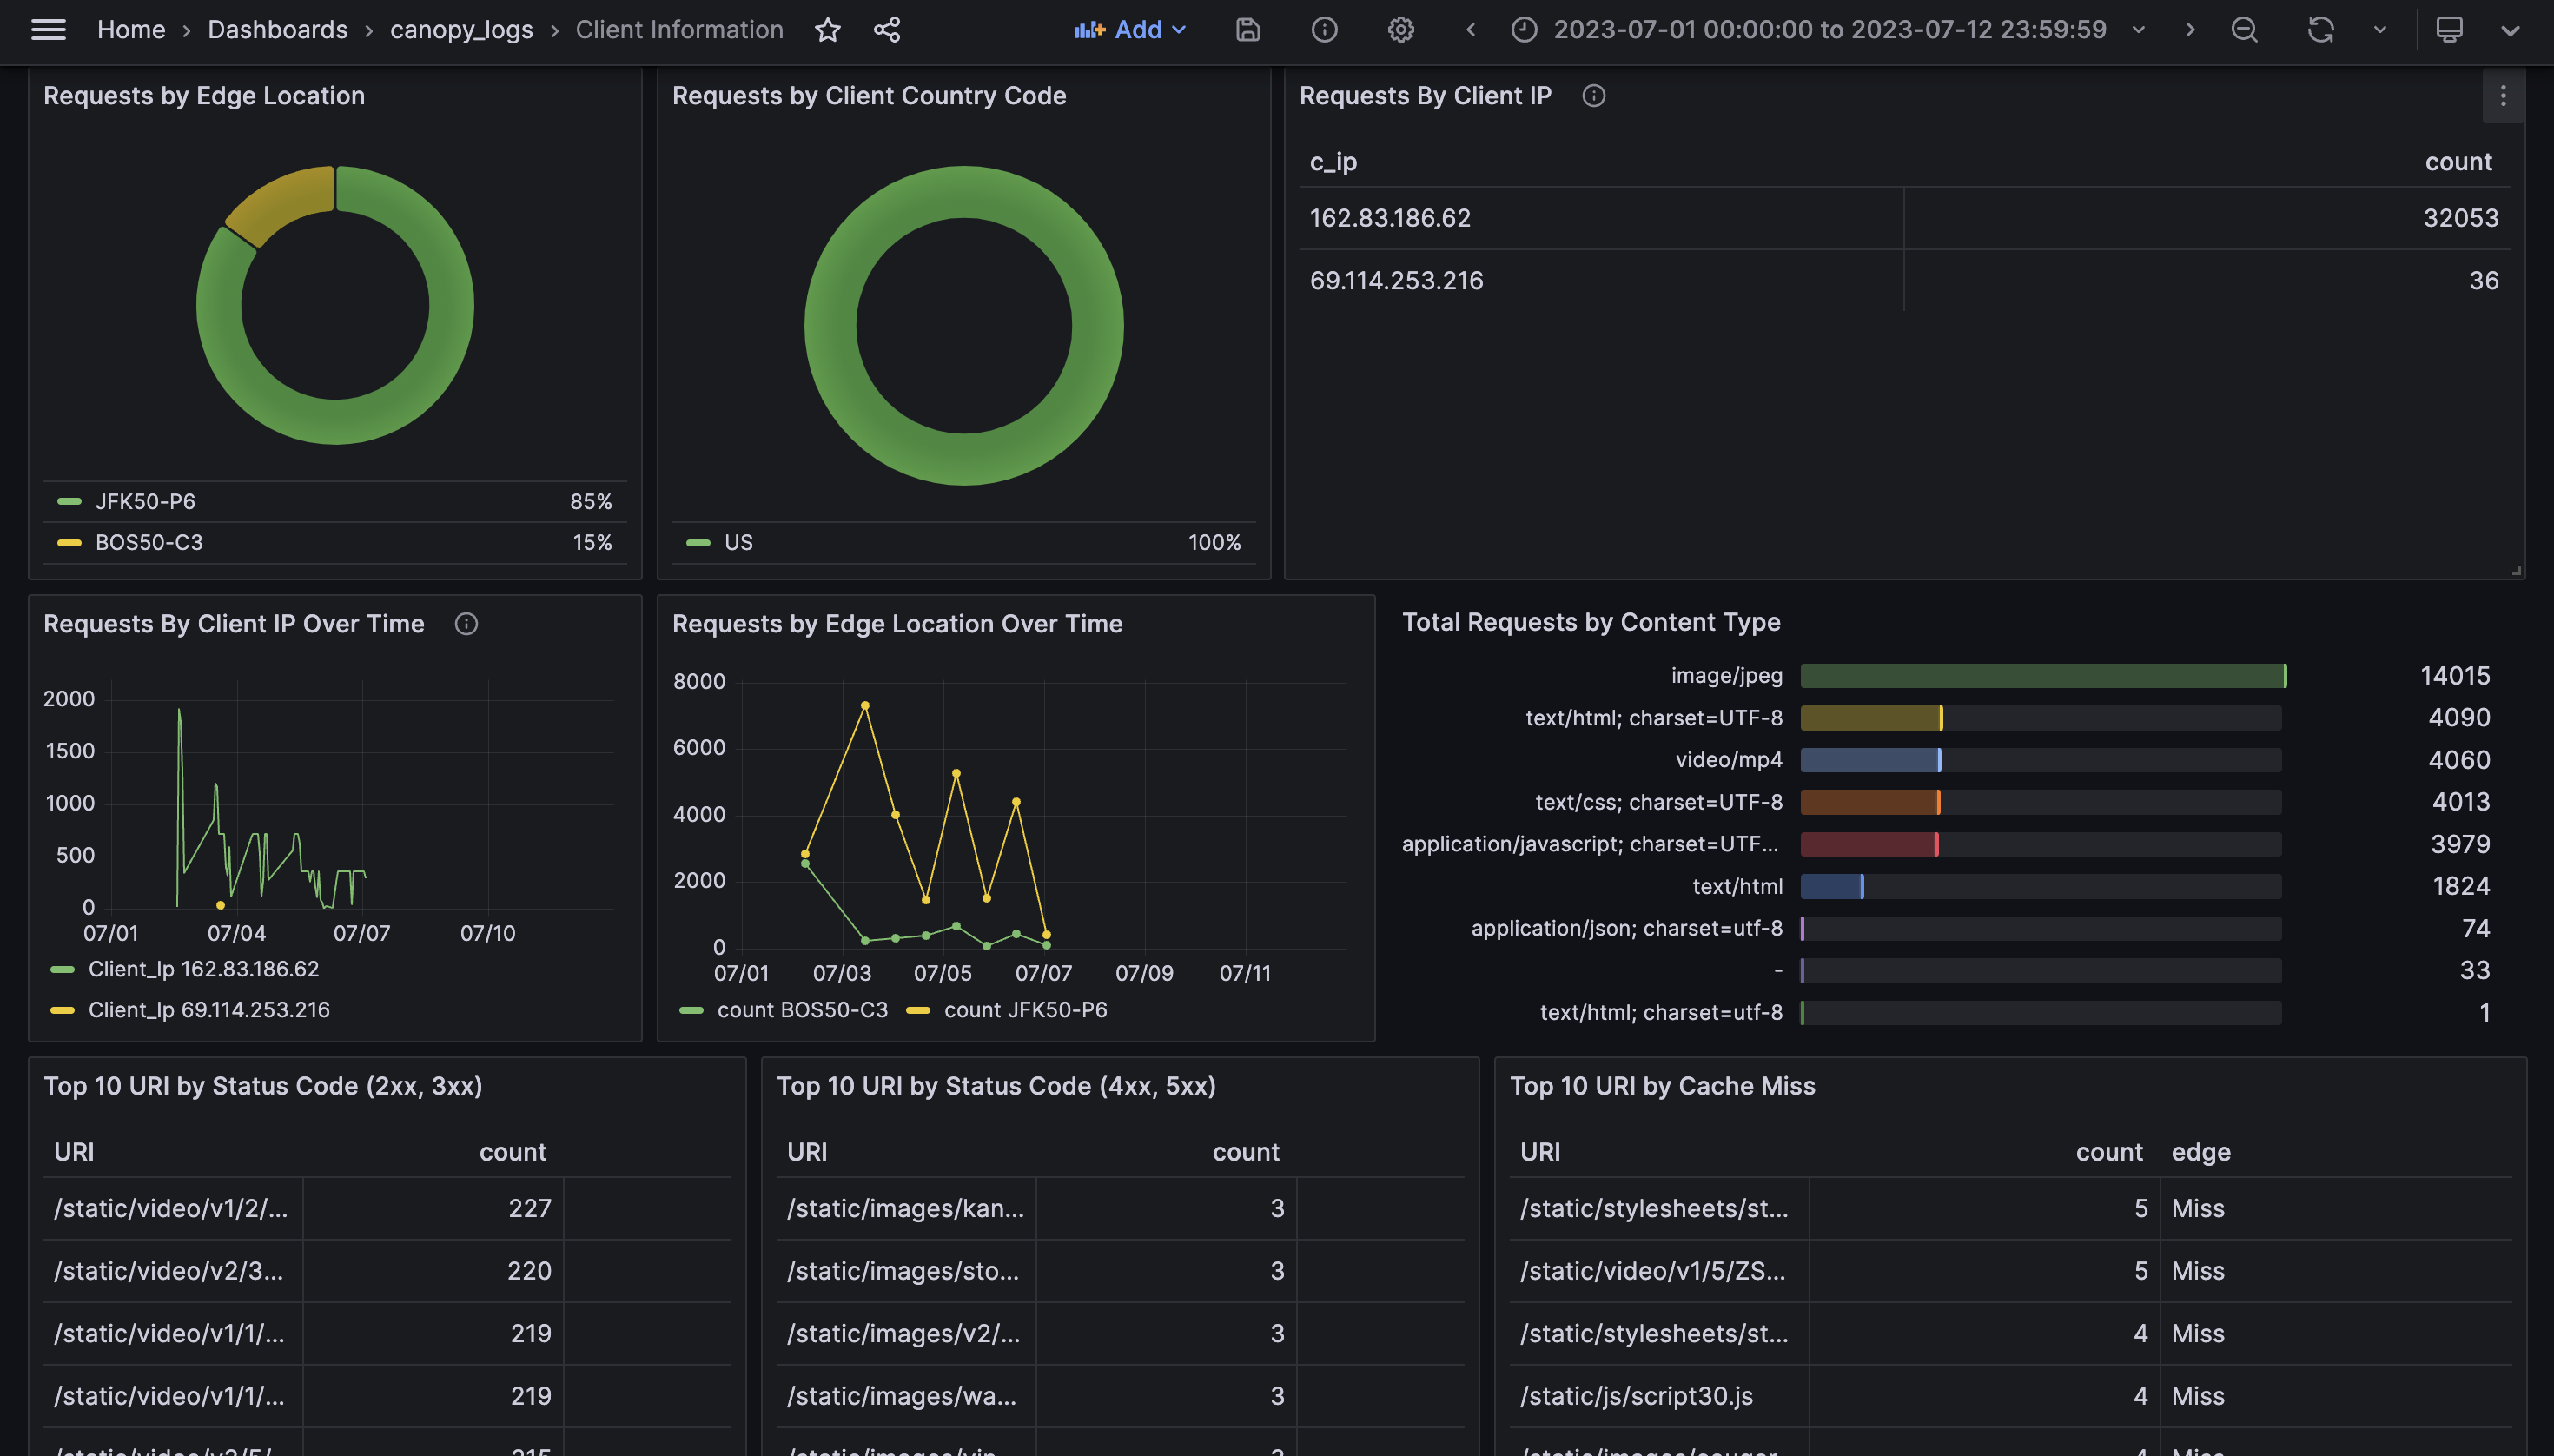 Home › Dashboards › canopy_logs › Client Information
Add
2023-07-01 00:00:00 to 2023-07-12 23:59:59
Requests by Edge Location
JFK50-P6 85%
BOS50-C3 15%
Requests by Client Country Code
US 100%
Requests By Client IP
c_ip count
162.83.186.62 32053
69.114.253.216 36
Requests By Client IP Over Time
2000
1500
1000
500
0
07/01 07/04 07/07 07/10
Client_Ip 162.83.186.62
Client_Ip 69.114.253.216
Requests by Edge Location Over Time
8000
6000
4000
2000
0
07/01 07/03 07/05 07/07 07/09 07/11
count BOS50-C3 count JFK50-P6
Total Requests by Content Type
image/jpeg 14015
text/html; charset=UTF-8 4090
video/mp4 4060
text/css; charset=UTF-8 4013
application/javascript; charset=UTF... 3979
text/html 1824
application/json; charset=utf-8 74
- 33
text/html; charset=utf-8 1
Top 10 URI by Status Code (2xx, 3xx)
URI count
/static/video/v1/2/... 227
/static/video/v2/3... 220
/static/video/v1/1/... 219
/static/video/v1/1/... 219
Top 10 URI by Status Code (4xx, 5xx)
URI count
/static/images/kan... 3
/static/images/sto... 3
/static/images/v2/... 3
/static/images/wa... 3
Top 10 URI by Cache Miss
URI count edge
/static/stylesheets/st... 5 Miss
/static/video/v1/5/ZS... 5 Miss
/static/stylesheets/st... 4 Miss
/static/js/script30.js 4 Miss